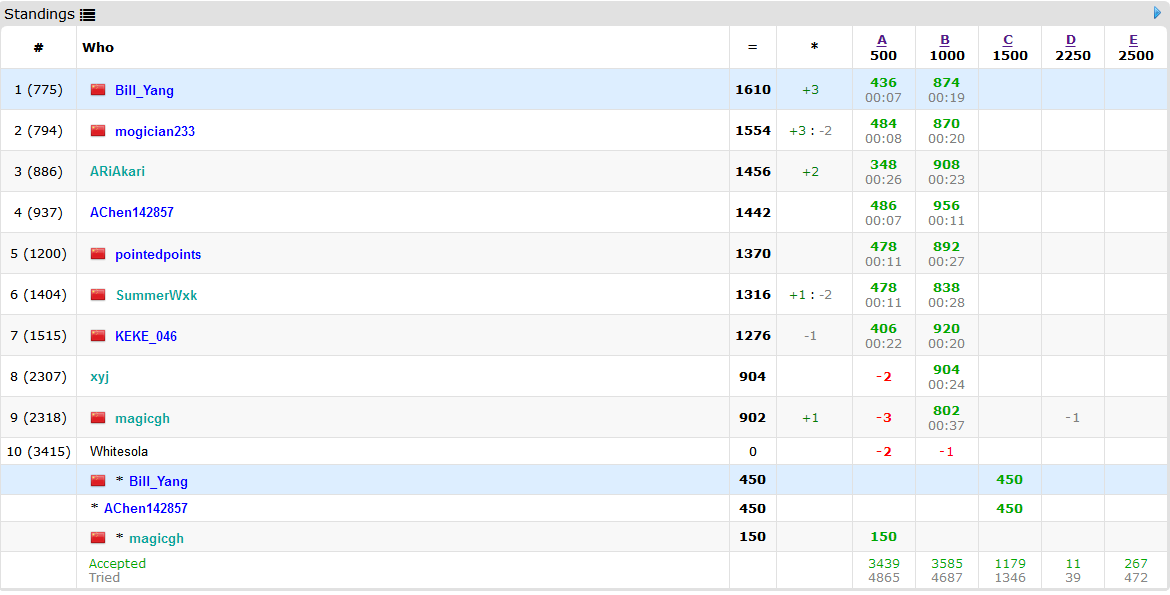 Standings
# Who = * A B C D E
500 1000 1500 2250 2500
1 (775) Bill_Yang 1610 +3 436 874
00:07 00:19
2 (794) mogician233 1554 +3 : -2 484 870
00:08 00:20
3 (886) ARiAkari 1456 +2 348 908
00:26 00:23
4 (937) AChen142857 1442 486 956
00:07 00:11
5 (1200) pointedpoints 1370 478 892
00:11 00:27
6 (1404) SummerWxk 1316 +1 : -2 478 838
00:11 00:28
7 (1515) KEKE_046 1276 -1 406 920
00:22 00:20
8 (2307) xyj 904 -2 904
00:24
9 (2318) magicgh 902 +1 -3 802 -1
00:37
10 (3415) Whitesola 0 -2 -1
* Bill_Yang 450 450
* AChen142857 450 450
* magicgh 150 150
Accepted 3439 3585 1179 11 267
Tried 4865 4687 1346 39 472